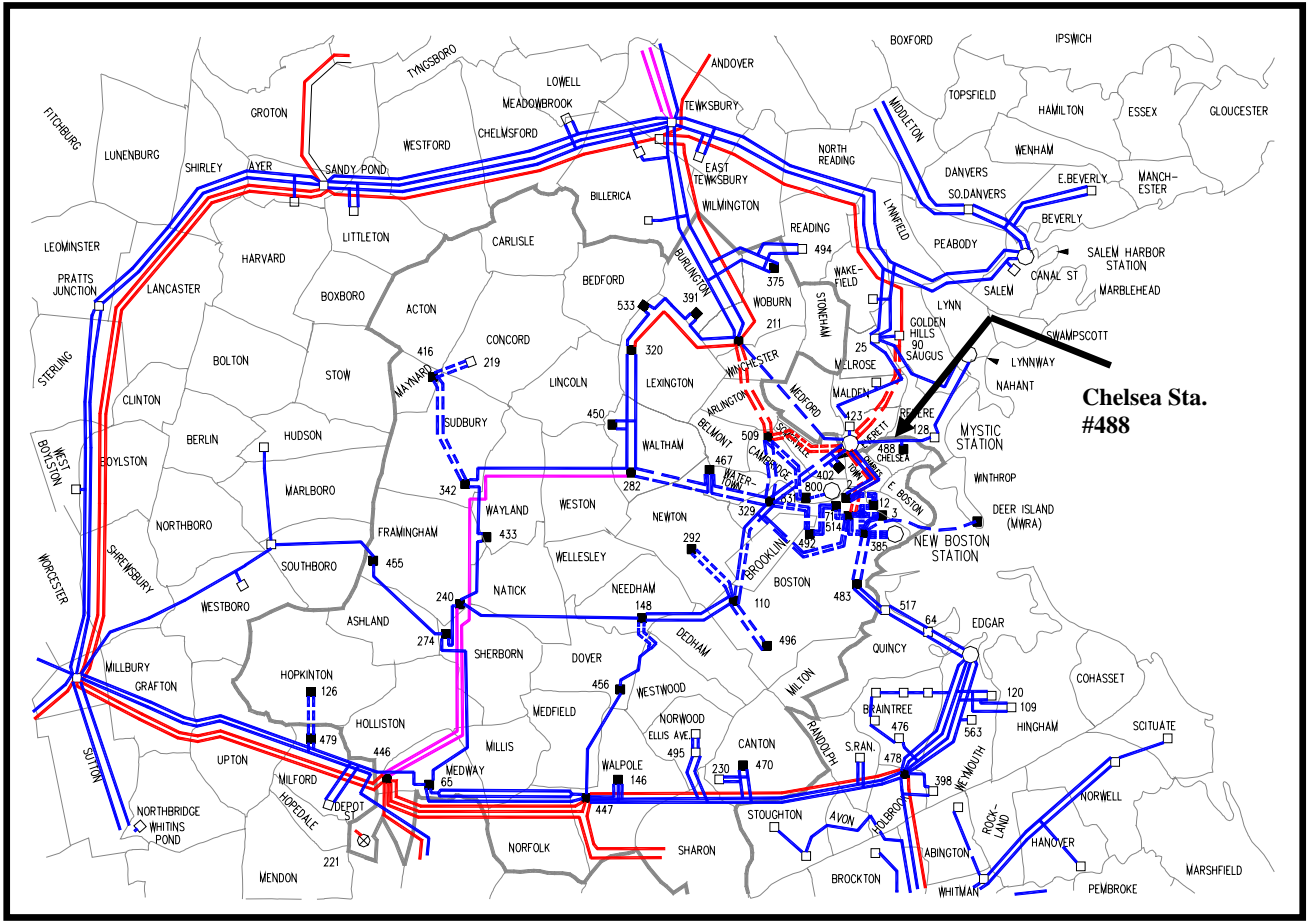 BOXFORD
IPSWICH
TYNGSBORO
ANDOVER
LOWELL
MEADOWBROOK
TEWKSBURY
TOPSFIELD
HAMILTON
ESSEX
GLOUCESTER
GROTON
FITCHBURG
CHELMSFORD
MIDDLETON
LUNENBURG
WESTFORD
NORTH
READING
WENHAM
SHIRLEY
AYER
SANDY POND
EAST
TEWKSBURY
DANVERS
E.BEVERLY
MANCH-
ESTER
SO.DANVERS
BILLERICA
WILMINGTON
LYNNFIELD
BEVERLY
LITTLETON
READING
LEOMINSTER
CARLISLE
494
PEABODY
SALEM HARBOR
STATION
HARVARD
BURLINGTON
WAKE-
FIELD
CANAL ST
PRATTS
JUNCTION
LANCASTER
BEDFORD
375
SALEM
MARBLEHEAD
BOXBORO
ACTON
533
391
WOBURN
STONEHAM
LYNN
211
GOLDEN
HILLS
90
SAUGUS
SWAMPSCOTT
CONCORD
416
219
320
25
LYNNWAY
STERLING
BOLTON
STOW
MAYNARD
LINCOLN
LEXINGTON
WINCHESTER
MELROSE
NAHANT
CLINTON
MEDFORD
MALDEN
Chelsea Sta.
#488
ARLINGTON
450
SUDBURY
423
REVERE
128
MYSTIC
STATION
BERLIN
HUDSON
BELMONT
509
SOMERVILLE
EVERETT
488
CHELSEA
WALTHAM
WEST
BOYLSTON
BOYLSTON
467
CAMBRIDGE
402
CHARLES
TOWN
WATER-
TOWN
WINTHROP
MARLBORO
342
282
831
800
2
E. BOSTON
12
WAYLAND
WESTON
329
71
3
DEER ISLAND
(MWRA)
NORTHBORO
FRAMINGHAM
NEWTON
514
433
492
385
NEW BOSTON
STATION
SHREWSBURY
292
WORCESTER
SOUTHBORO
455
WELLESLEY
BROOKLINE
BOSTON
NATICK
NEEDHAM
WESTBORO
240
148
110
483
517
ASHLAND
64
EDGAR
274
DEDHAM
496
SHERBORN
DOVER
QUINCY
MILLBURY
GRAFTON
HOPKINTON
126
456
WESTWOOD
MILTON
COHASSET
MEDFIELD
NORWOOD
ELLIS AVE.
BRAINTREE
120
109
HOLLISTON
HINGHAM
SCITUATE
479
476
563
SUTTON
UPTON
446
MILLIS
495
CANTON
RANDOLPH
S.RAN.
WEYMOUTH
478
MILFORD
MEDWAY
65
WALPOLE
146
230
470
398
HOPEDALE
DEPOT
ST
447
NORWELL
NORTHBRIDGE
WHITINS
POND
STOUGHTON
AVON
HOLBROOK
ROCK-
LAND
HANOVER
221
NORFOLK
SHARON
ABINGTON
MARSHFIELD
MENDON
BROCKTON
WHITMAN
PEMBROKE